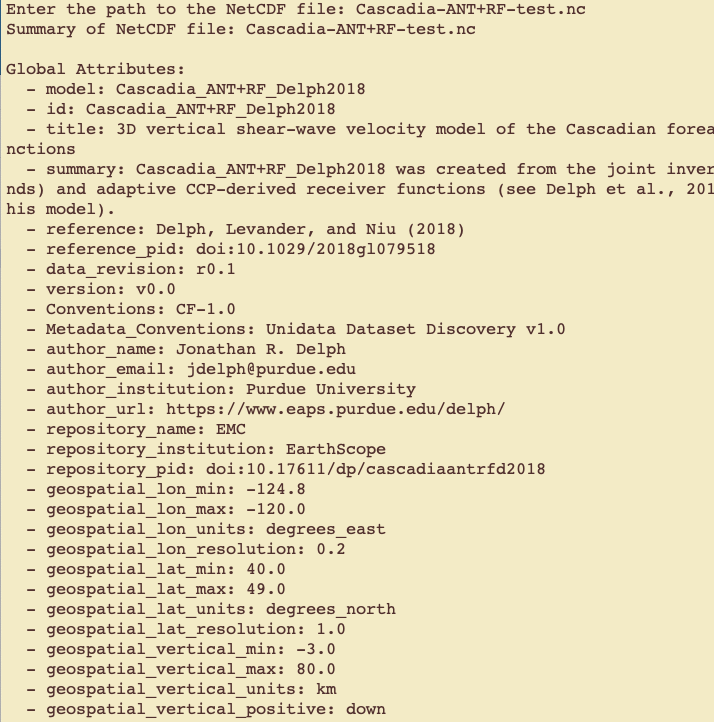 Enter the path to the NetCDF file: Cascadia-ANT+RF-test.nc
Summary of NetCDF file: Cascadia-ANT+RF-test.nc
Global Attributes:
- model: Cascadia_ANT+RF_Delph2018
- id: Cascadia_ANT+RF_Delph2018
- title: 3D vertical shear-wave velocity model of the Cascadian forea
nctions
- summary: Cascadia_ANT+RF_Delph2018 was created from the joint inver
nds) and adaptive CCP-derived receiver functions (see Delph et al., 201
his model).
- reference: Delph, Levander, and Niu (2018)
- reference_pid: doi:10.1029/2018gl079518
- data_revision: r0.1
- version: v0.0
- Conventions: CF-1.0
- Metadata_Conventions: Unidata Dataset Discovery v1.0
- author_name: Jonathan R. Delph
- author_email: jdelph@purdue.edu
- author_institution: Purdue University
- author_url: https://www.eaps.purdue.edu/delph/
- repository_name: EMC
- repository_institution: EarthScope
- repository_pid: doi:10.17611/dp/cascadiaantrfd2018
- geospatial_lon_min: -124.8
- geospatial_lon_max: -120.0
- geospatial_lon_units: degrees_east
- geospatial_lon_resolution: 0.2
- geospatial_lat_min: 40.0
- geospatial_lat_max: 49.0
- geospatial_lat_units: degrees_north
- geospatial_lat_resolution: 1.0
- geospatial_vertical_min: -3.0
- geospatial_vertical_max: 80.0
- geospatial_vertical_units: km
- geospatial_vertical_positive: down